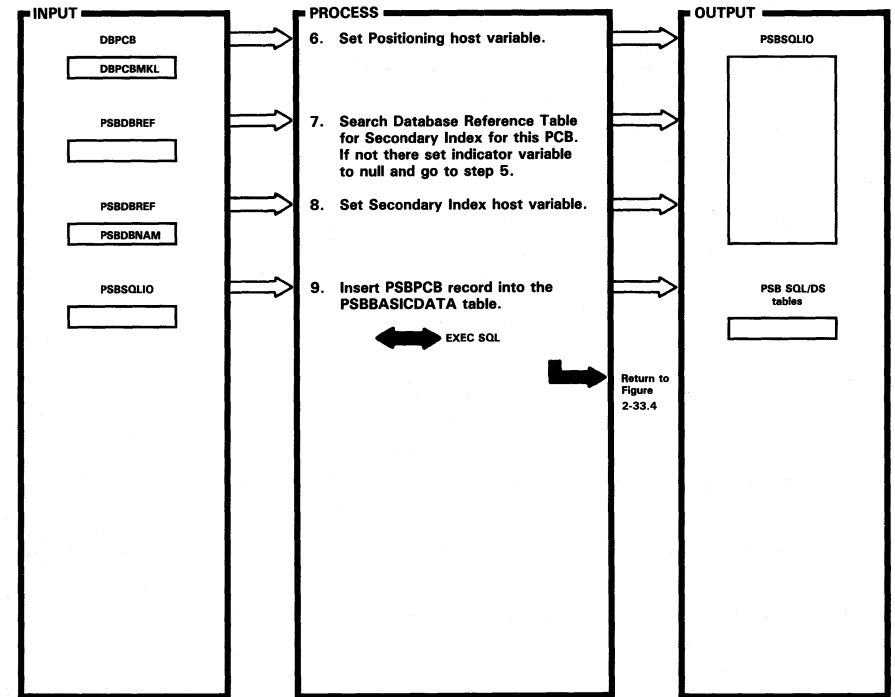 INPUT
DBPCB
DBPCBMKL
PSBDBREF
PSBDBREF
PSBDBNAM
PSBSQLIO
PROCESS
6. Set Positioning host variable.
7. Search Database Reference Table
for Secondary Index for this PCB.
If not there set indicator variable
to null and go to step 5.
8. Set Secondary Index host variable.
9. Insert PSBPCB record into the
PSBBASICDATA table.
EXEC SQL
Return to
Figure
2-33.4
OUTPUT
PSBSQLIO
PSB SQL/DS
tables